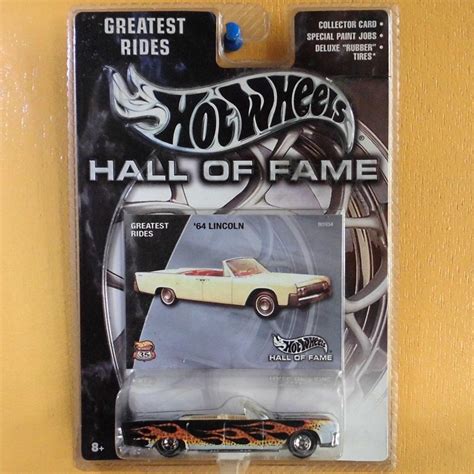 GREATEST
RIDES
COLLECTOR CARD •
SPECIAL PAINT JOBS •
DELUXE "RUBBER" •
TIRES*
HOT WHEELS
HALL OF FAME
GREATEST
RIDES
'64 LINCOLN
35
HOT WHEELS
HALL OF FAME
8+